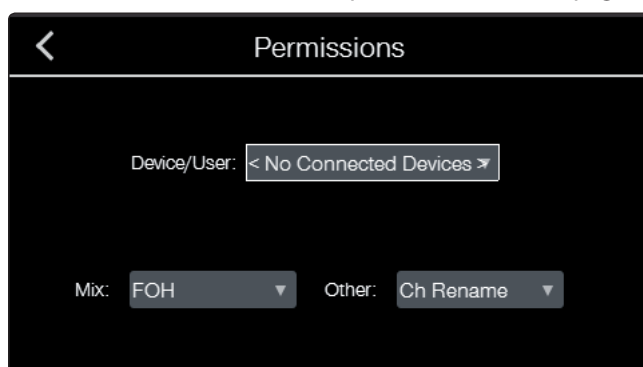 Permissions
Device/User: < No Connected Devices >
Mix: FOH Other: Ch Rename